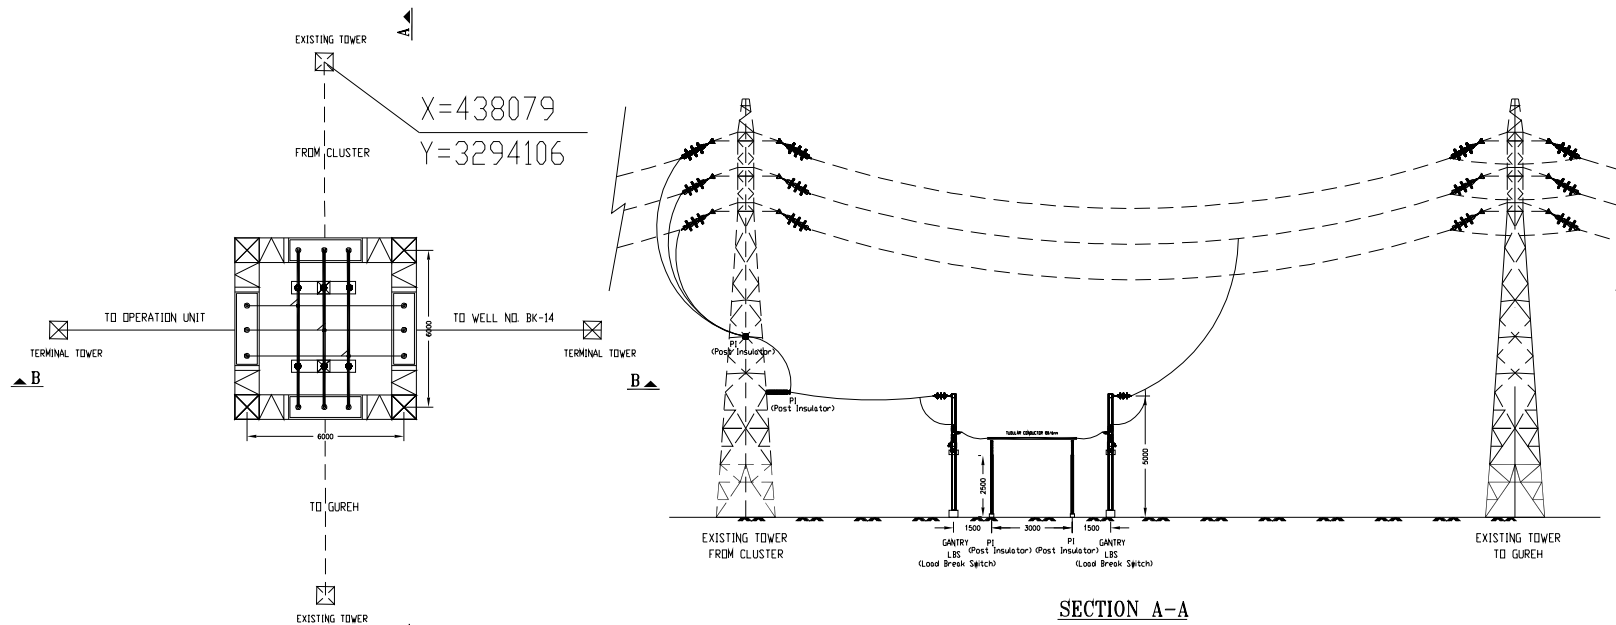 A
EXISTING TOWER
X=438079
Y=3294106
FROM CLUSTER
TO OPERATION UNIT
TO WELL NO. BK-14
6000
TERMINAL TOWER
TERMINAL TOWER
B
B
6000
TO GUREH
EXISTING TOWER
PI
(Post Insulator)
PI
(Post Insulator)
TUBULAR CONDUCTOR
2500
5000
1500
3000
1500
EXISTING TOWER
FROM CLUSTER
GANTRY
LBS
(Load Break Switch)
PI
(Post Insulator)
PI
(Post Insulator)
GANTRY
LBS
(Load Break Switch)
EXISTING TOWER
TO GUREH
SECTION A-A